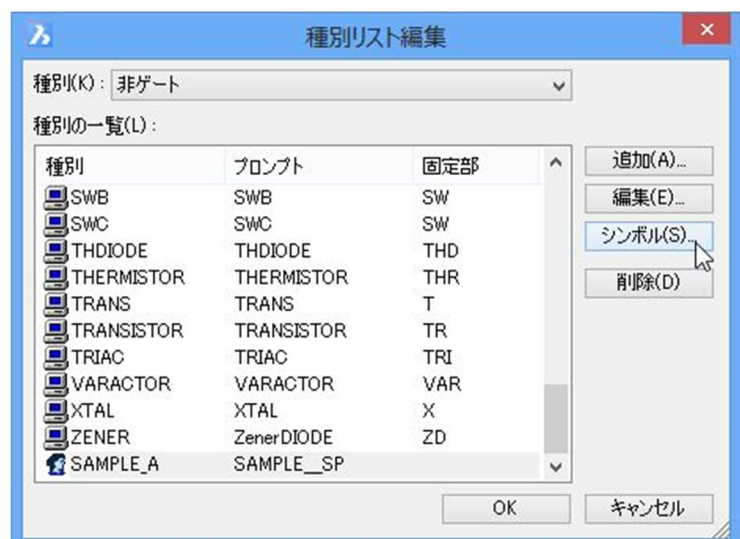 種別リスト編集
種別(K): 非ゲート
種別の一覧(L):
種別 プロンプト 固定部
SWB SWB SW
SWC SWC SW
THDIODE THDIODE THD
THERMISTOR THERMISTOR THR
TRANS TRANS T
TRANSISTOR TRANSISTOR TR
TRIAC TRIAC TRI
VARACTOR VARACTOR VAR
XTAL XTAL X
ZENER ZenerDIODE ZD
SAMPLE_A SAMPLE__SP
追加(A)...
編集(E)...
シンボル(S)...
削除(D)
OK キャンセル